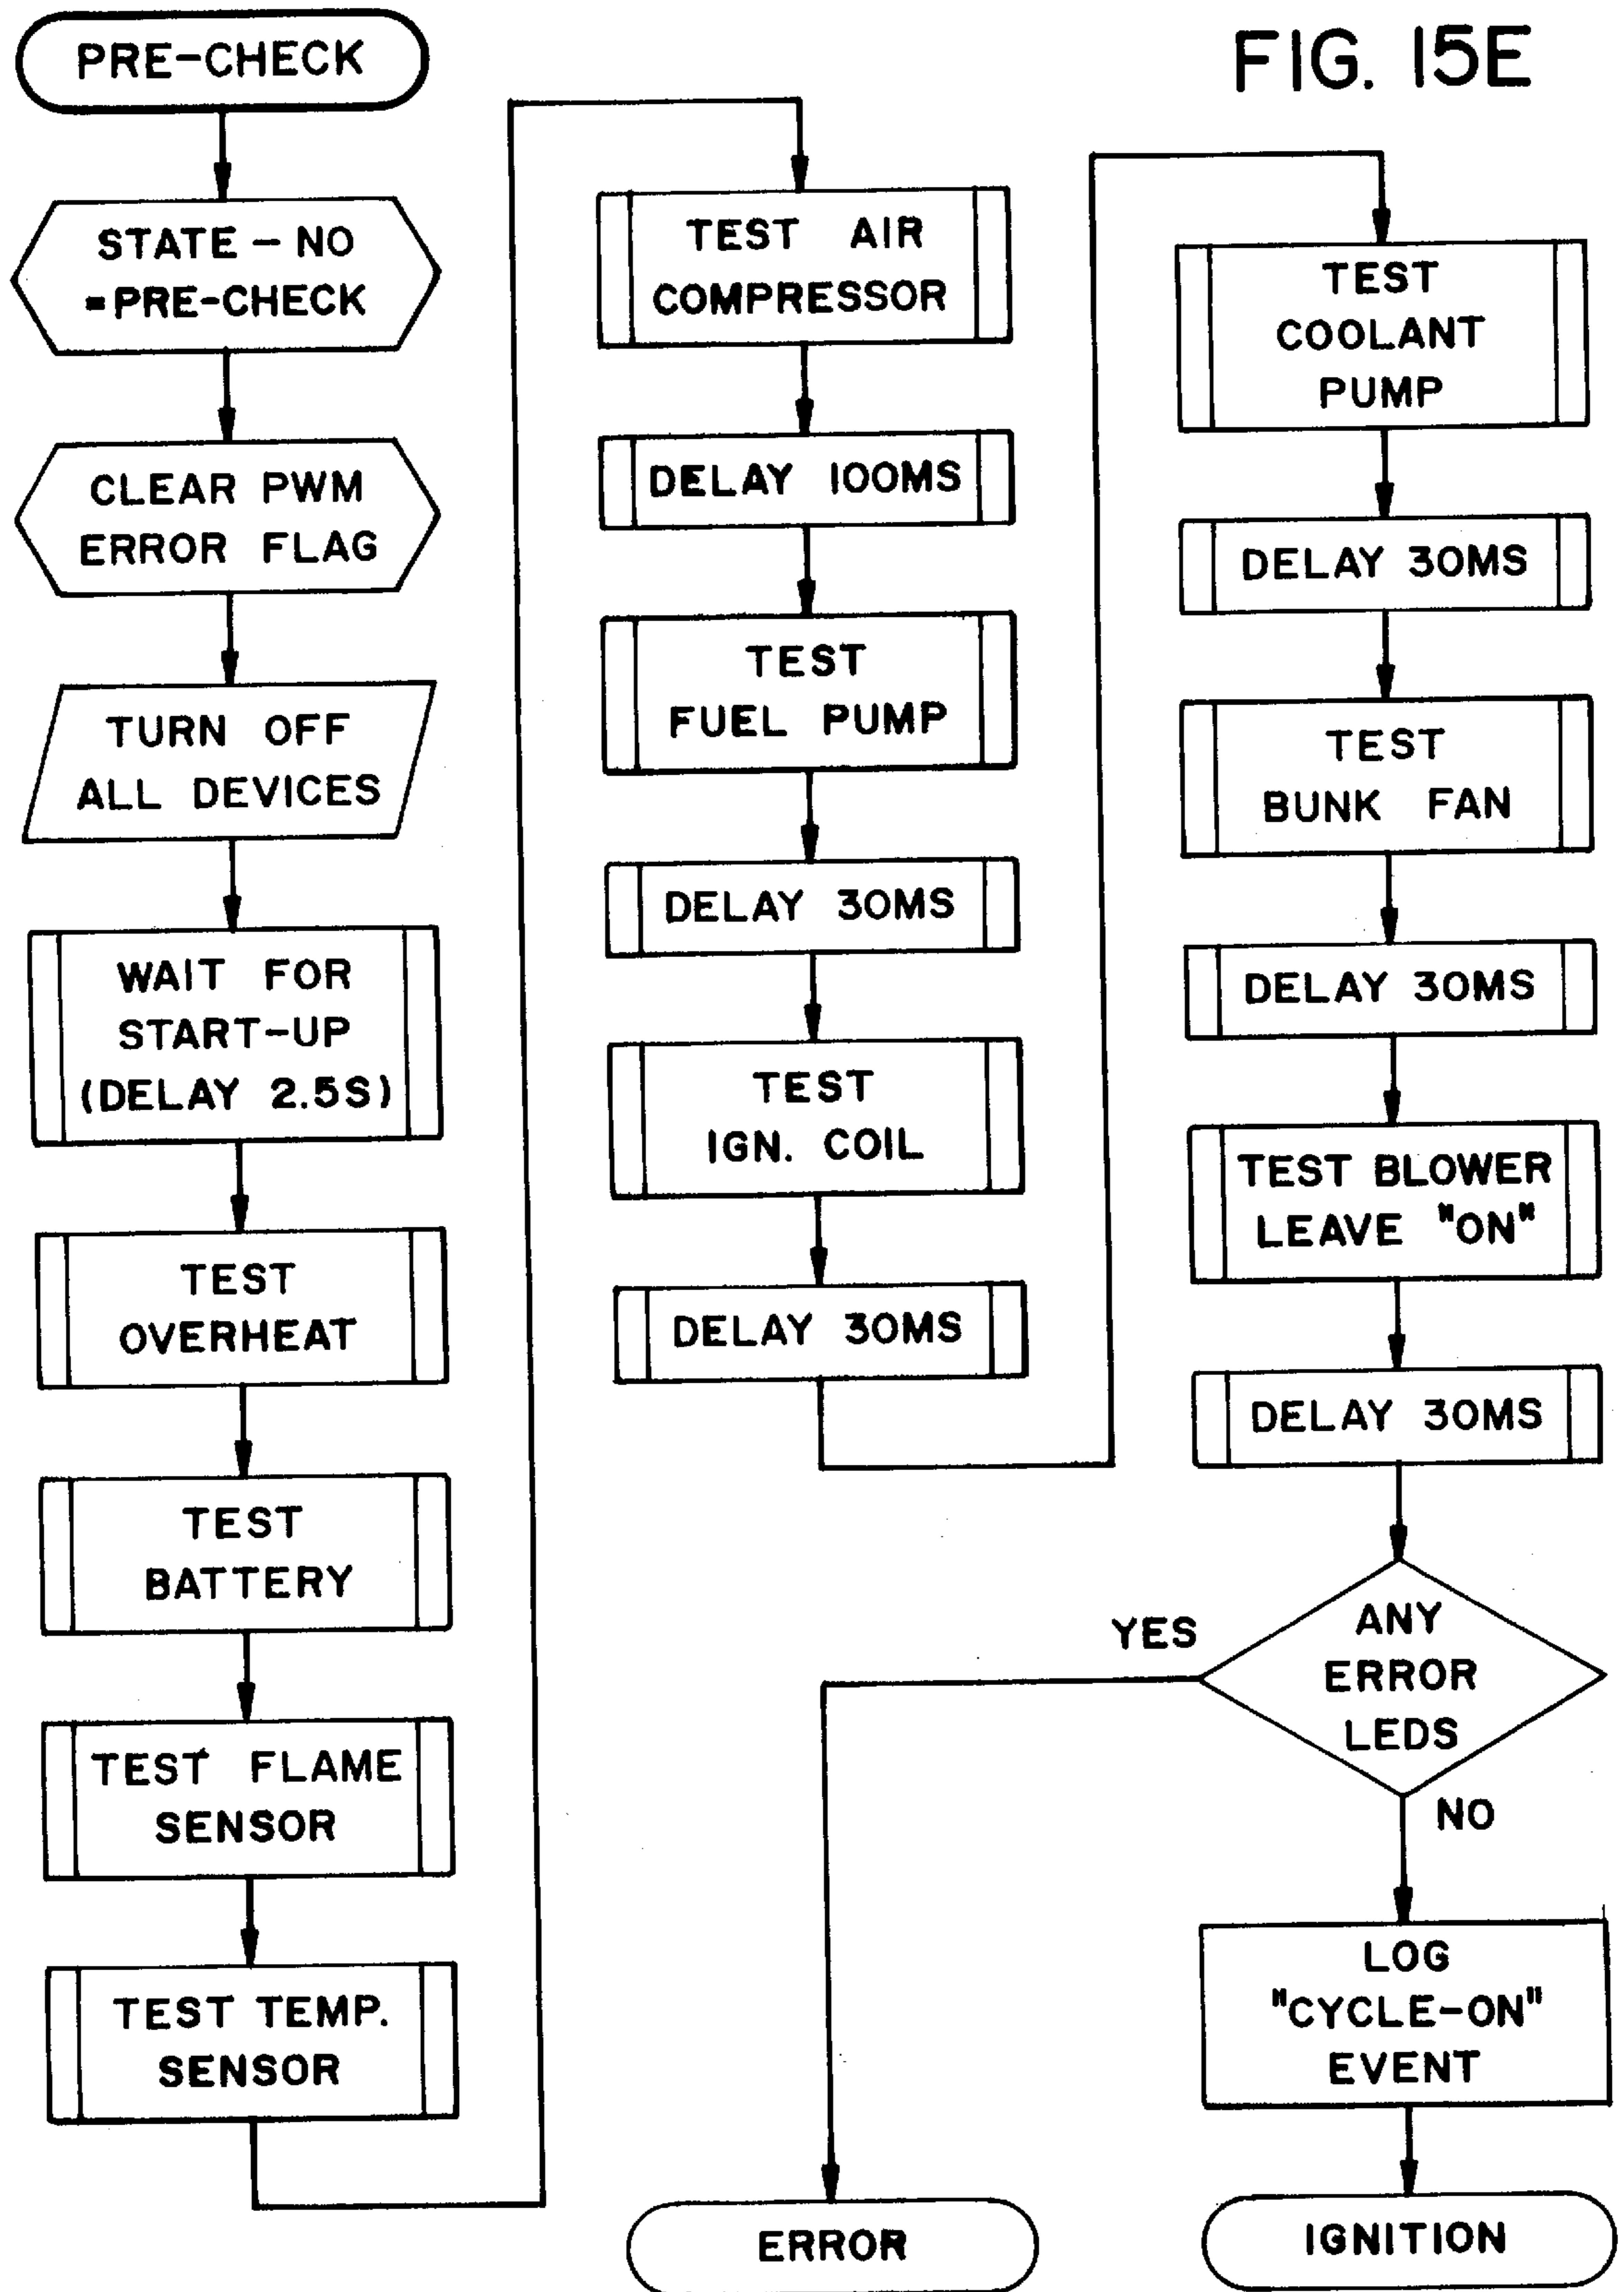 FIG. 15E
PRE-CHECK
STATE - NO
=PRE-CHECK
CLEAR PWM
ERROR FLAG
TURN OFF
ALL DEVICES
WAIT FOR
START-UP
(DELAY 2.5S)
TEST
OVERHEAT
TEST
BATTERY
TEST FLAME
SENSOR
TEST TEMP.
SENSOR
TEST AIR
COMPRESSOR
DELAY 100MS
TEST
FUEL PUMP
DELAY 30MS
TEST
IGN. COIL
DELAY 30MS
TEST
COOLANT
PUMP
DELAY 30MS
TEST
BUNK FAN
DELAY 30MS
TEST BLOWER
LEAVE "ON"
DELAY 30MS
ANY
ERROR
LEDS
YES
NO
LOG
"CYCLE-ON"
EVENT
ERROR
IGNITION